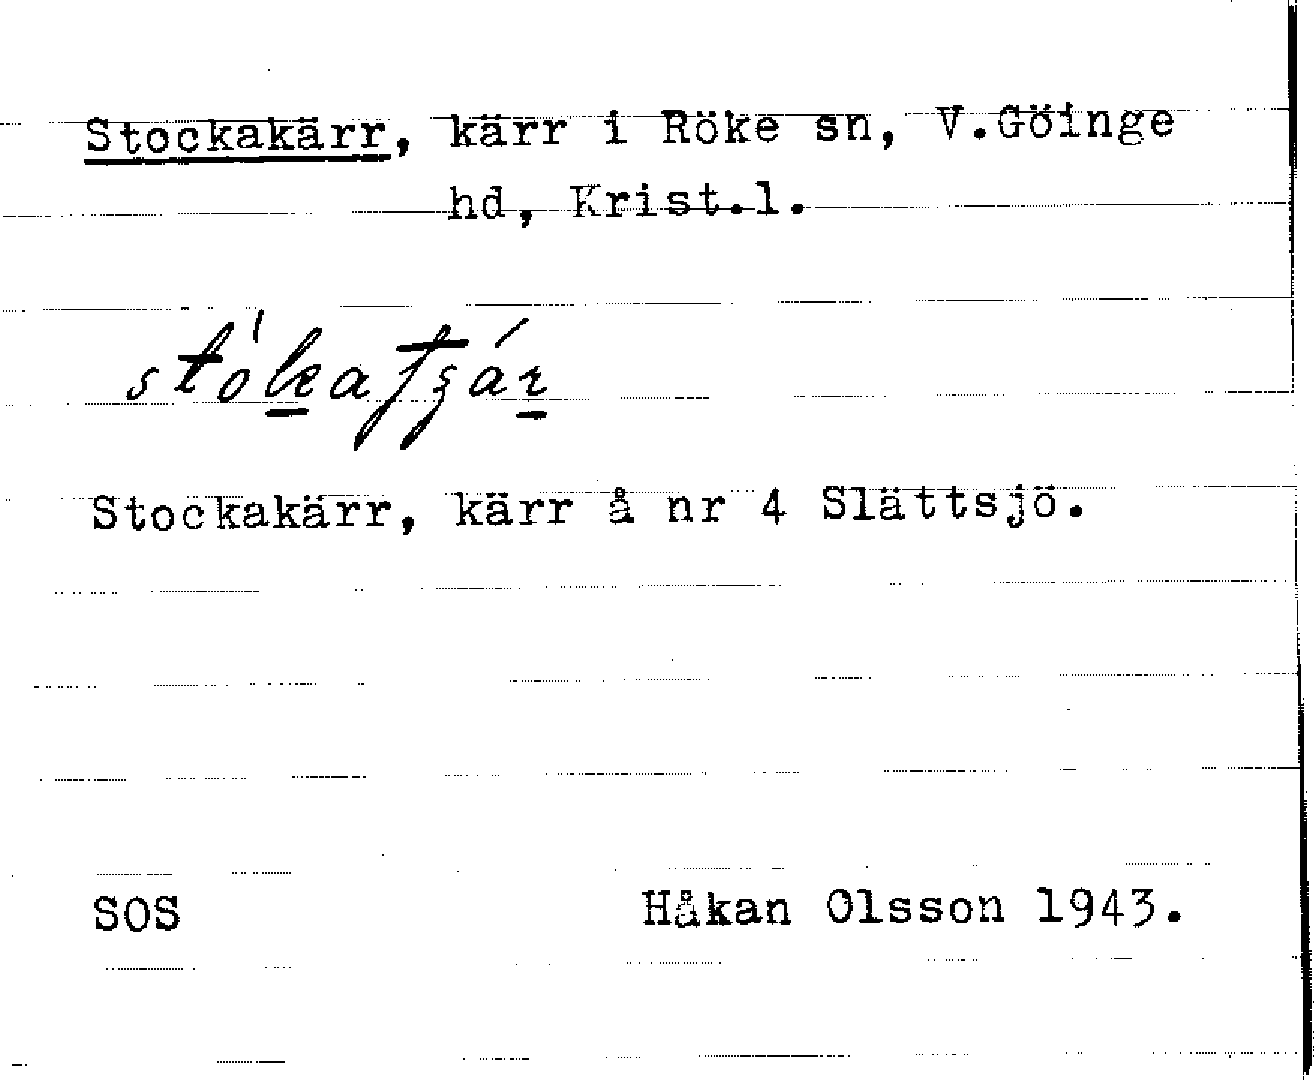 Stockakärr, kärr i Röke sn, V.Göinge
hd, Krist.l.
Stockakärr, kärr å nr 4 Slättsjö.
SOS Håkan Olsson 1943.